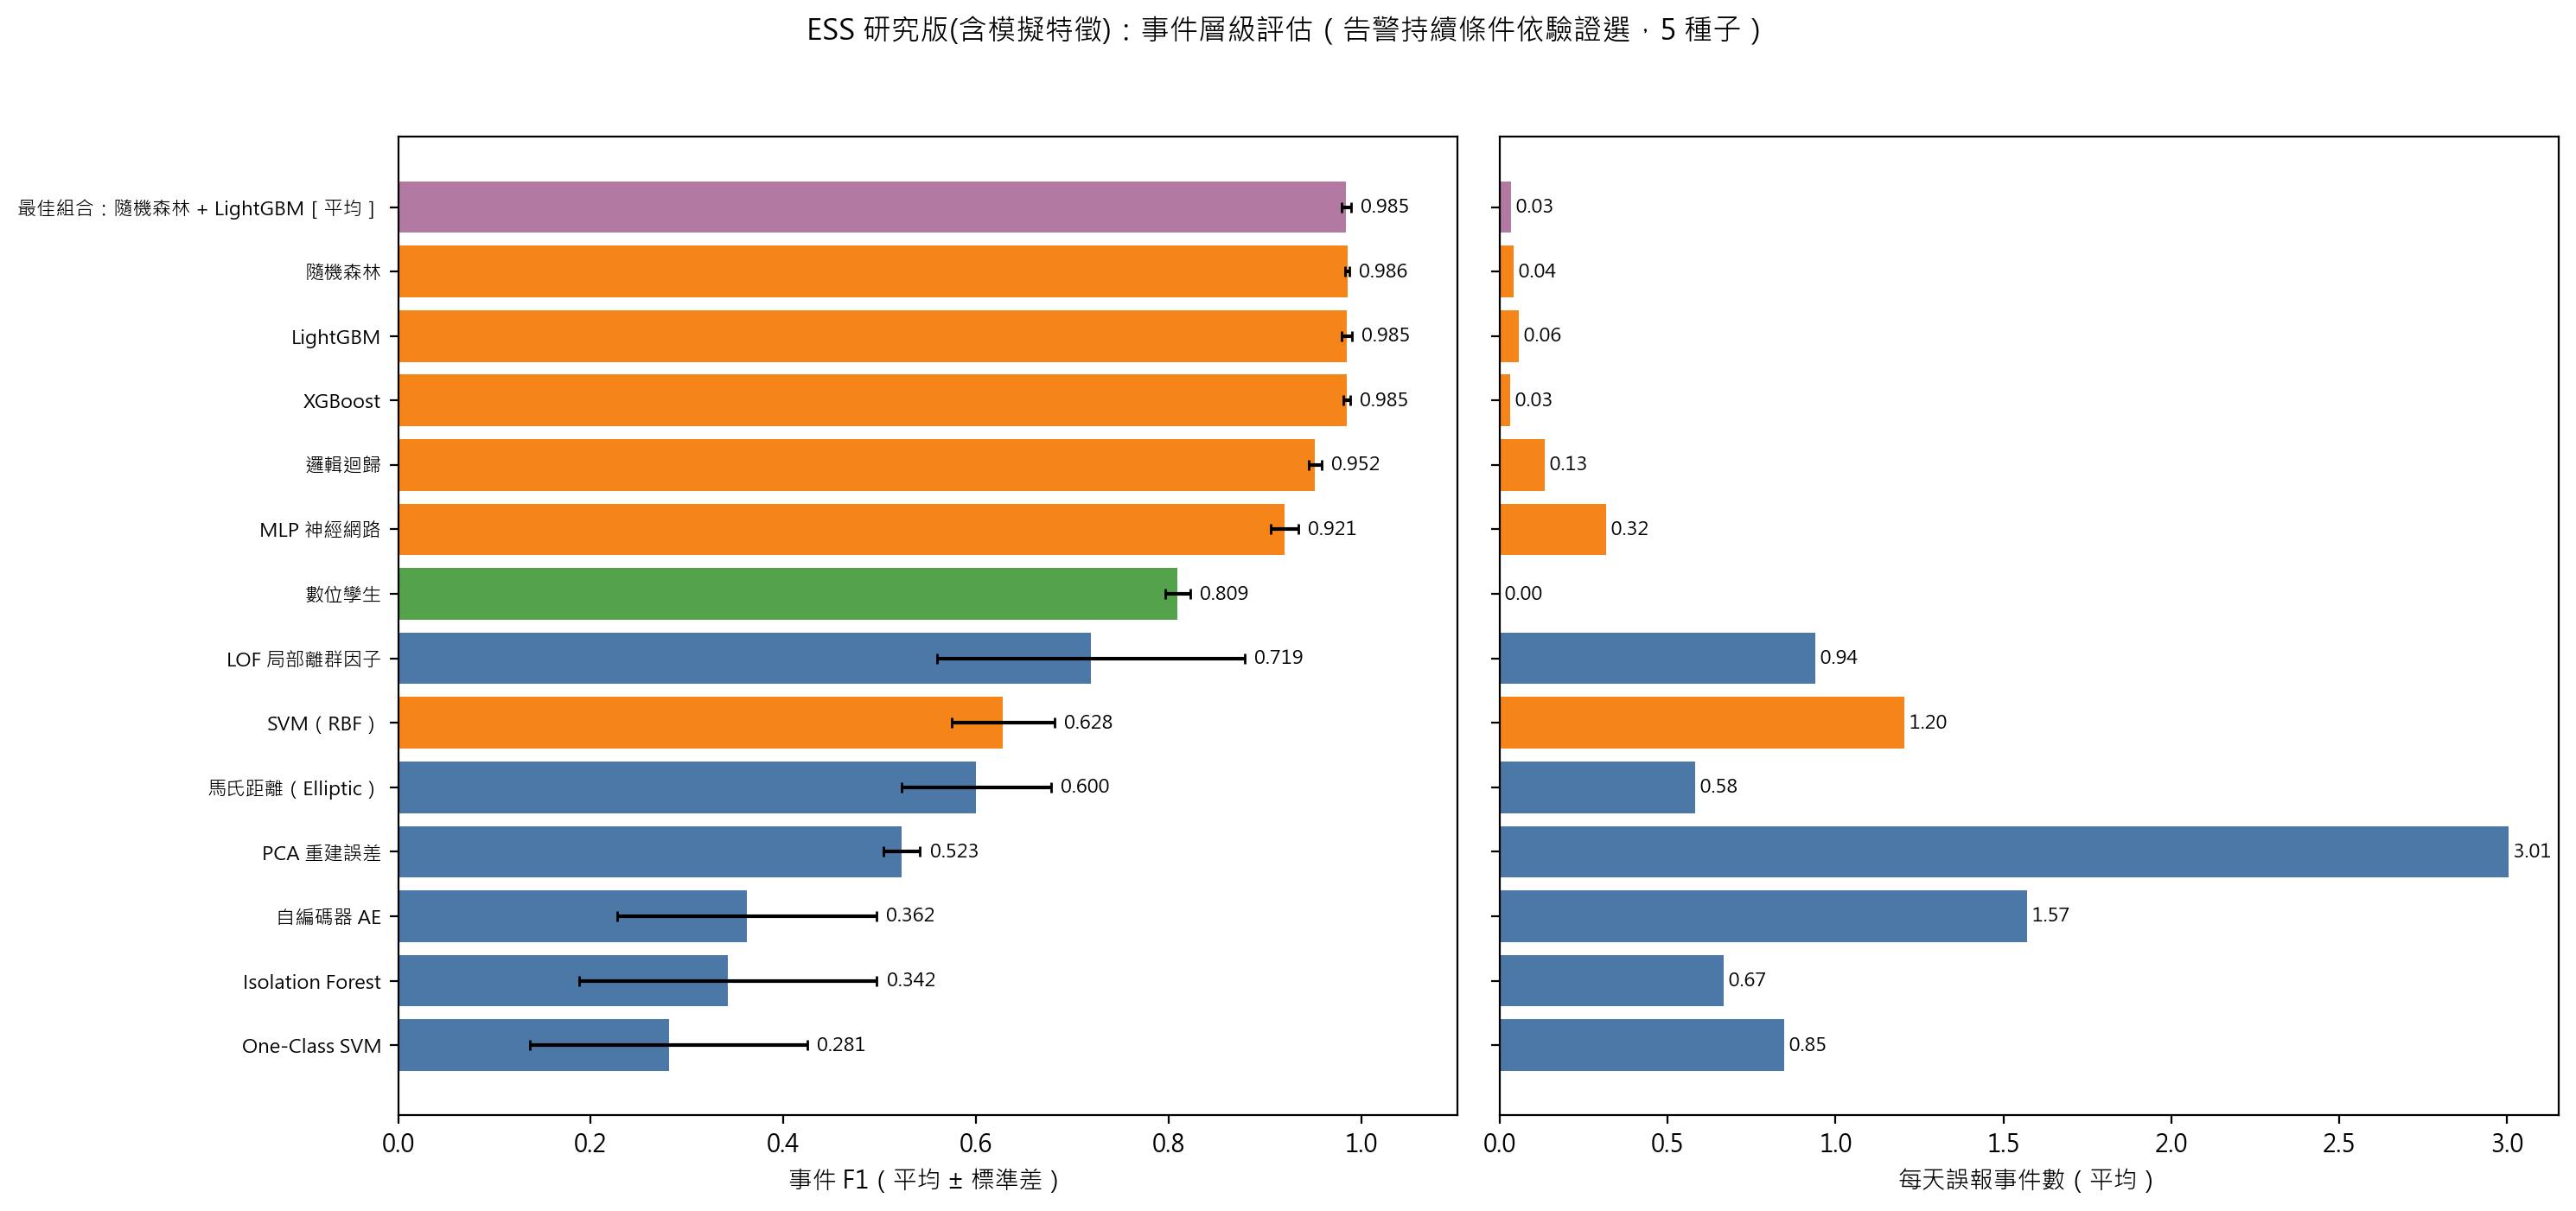 ESS 研究版(含模擬特徵)：事件層級評估（告警持續條件依驗證選，5 種子）
最佳組合：隨機森林 + LightGBM［平均］
0.985
0.03
隨機森林
0.986
0.04
LightGBM
0.985
0.06
XGBoost
0.985
0.03
邏輯迴歸
0.952
0.13
MLP 神經網路
0.921
0.32
數位孿生
0.809
0.00
LOF 局部離群因子
0.719
0.94
SVM（RBF）
0.628
1.20
馬氏距離（Elliptic）
0.600
0.58
PCA 重建誤差
0.523
3.01
自編碼器 AE
0.362
1.57
Isolation Forest
0.342
0.67
One-Class SVM
0.281
0.85
0.0 0.2 0.4 0.6 0.8 1.0
0.0 0.5 1.0 1.5 2.0 2.5 3.0
事件 F1（平均 ± 標準差）
每天誤報事件數（平均）